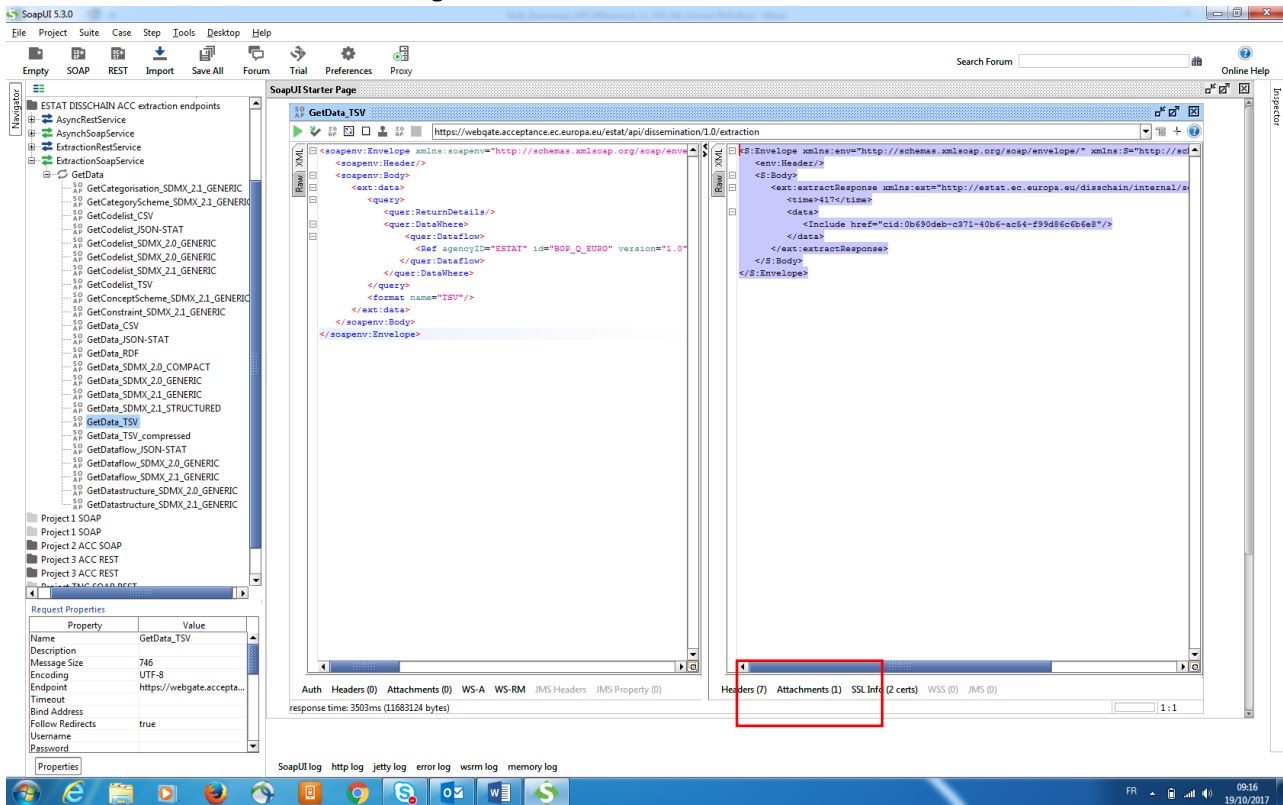 SoapUI 5.3.0
File Project Suite Case Step Tools Desktop Help
Empty SOAP REST Import Save All Forum Trial Preferences Proxy
Search Forum
Online Help
Navigator
SoapUI Starter Page
Inspector
ESTAT DISSCHAIN ACC extraction endpoints
AsyncRestService
AsynchSoapService
ExtractionRestService
ExtractionSoapService
GetData
GetCategorisation_SDMX_2.1_GENERIC
GetCategoryScheme_SDMX_2.1_GENERIC
GetCodelist_CSV
GetCodelist_JSON-STAT
GetCodelist_SDMX_2.0_GENERIC
GetCodelist_SDMX_2.0_GENERIC
GetCodelist_SDMX_2.1_GENERIC
GetCodelist_TSV
GetConceptScheme_SDMX_2.1_GENERIC
GetConstraint_SDMX_2.1_GENERIC
GetData_CSV
GetData_JSON-STAT
GetData_RDF
GetData_SDMX_2.0_COMPACT
GetData_SDMX_2.0_GENERIC
GetData_SDMX_2.1_GENERIC
GetData_SDMX_2.1_STRUCTURED
GetData_TSV
GetData_TSV_compressed
GetDataflow_JSON-STAT
GetDataflow_SDMX_2.0_GENERIC
GetDataflow_SDMX_2.1_GENERIC
GetDatastructure_SDMX_2.0_GENERIC
GetDatastructure_SDMX_2.1_GENERIC
Project 1 SOAP
Project 1 SOAP
Project 2 ACC SOAP
Project 3 ACC REST
Project 3 ACC REST
Request Properties
Property Value
Name GetData_TSV
Description
Message Size 746
Encoding UTF-8
Endpoint https://webgate.accepta...
Timeout
Bind Address
Follow Redirects true
Username
Password
Properties
GetData_TSV
https://webgate.acceptance.ec.europa.eu/estat/api/dissemination/1.0/extraction
XML
Raw
<soapenv:Envelope xmlns:soapenv="http://schemas.xmlsoap.org/soap/enve
<soapenv:Header/>
<soapenv:Body>
<ext:data>
<query>
<quer:ReturnDetails/>
<quer:DataWhere>
<quer:Dataflow>
<Ref agencyID="ESTAT" id="BOP_Q_EURO" version="1.0"
</quer:Dataflow>
</quer:DataWhere>
</query>
<format name="TSV"/>
</ext:data>
</soapenv:Body>
</soapenv:Envelope>
XML
Raw
<S:Envelope xmlns:env="http://schemas.xmlsoap.org/soap/envelope/" xmlns:S="http://scl
<env:Header/>
<S:Body>
<ext:extractResponse xmlns:ext="http://estat.ec.europa.eu/disschain/internal/s
<time>417</time>
<data>
<Include href="cid:0b690deb-c371-40b6-ac54-f99d86c6b6e8"/>
</data>
</ext:extractResponse>
</S:Body>
</S:Envelope>
Auth Headers (0) Attachments (0) WS-A WS-RM JMS Headers JMS Property (0)
Headers (7) Attachments (1) SSL Info (2 certs) WSS (0) JMS (0)
response time: 3503ms (11683124 bytes)
1 : 1
SoapUI log http log jetty log error log wsrm log memory log
FR
09:16
19/10/2017